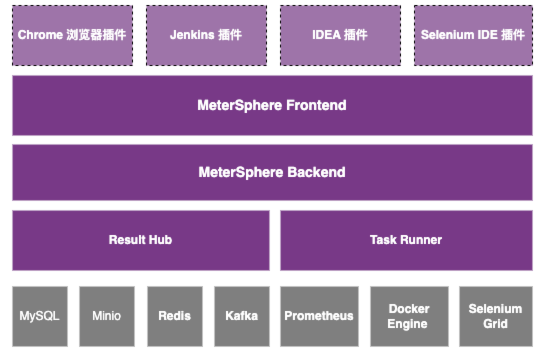 Chrome 浏览器插件
Jenkins 插件
IDEA 插件
Selenium IDE 插件
MeterSphere Frontend
MeterSphere Backend
Result Hub
Task Runner
MySQL
Minio
Redis
Kafka
Prometheus
Docker
Engine
Selenium
Grid